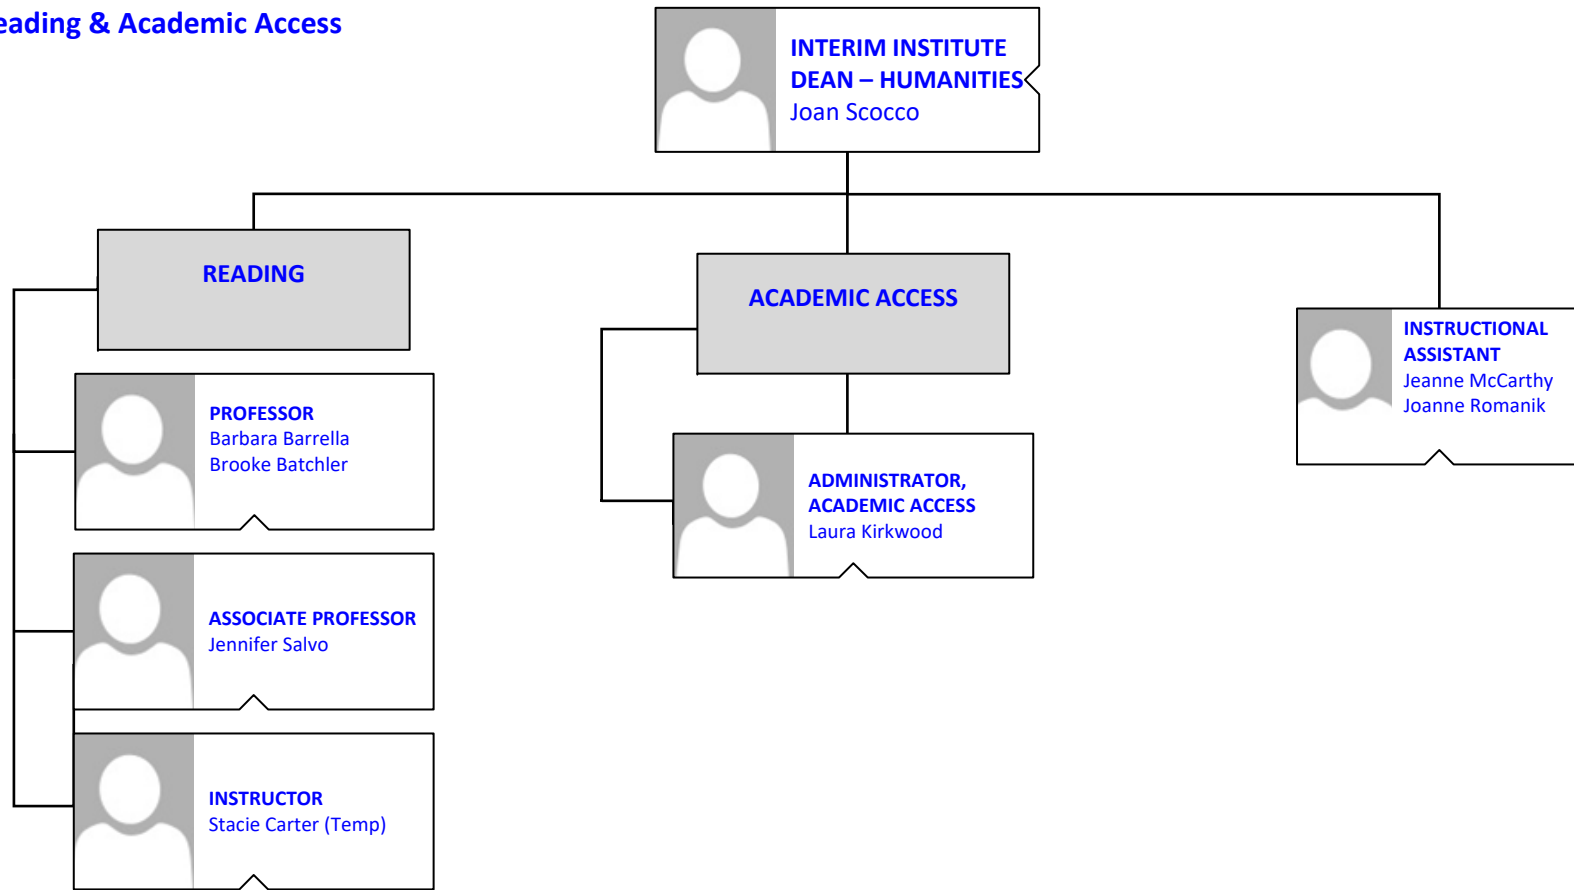 eading & Academic Access
INTERIM INSTITUTE
DEAN – HUMANITIES
Joan Scocco
READING
ACADEMIC ACCESS
INSTRUCTIONAL
ASSISTANT
Jeanne McCarthy
Joanne Romanik
PROFESSOR
Barbara Barrella
Brooke Batchler
ADMINISTRATOR,
ACADEMIC ACCESS
Laura Kirkwood
ASSOCIATE PROFESSOR
Jennifer Salvo
INSTRUCTOR
Stacie Carter (Temp)